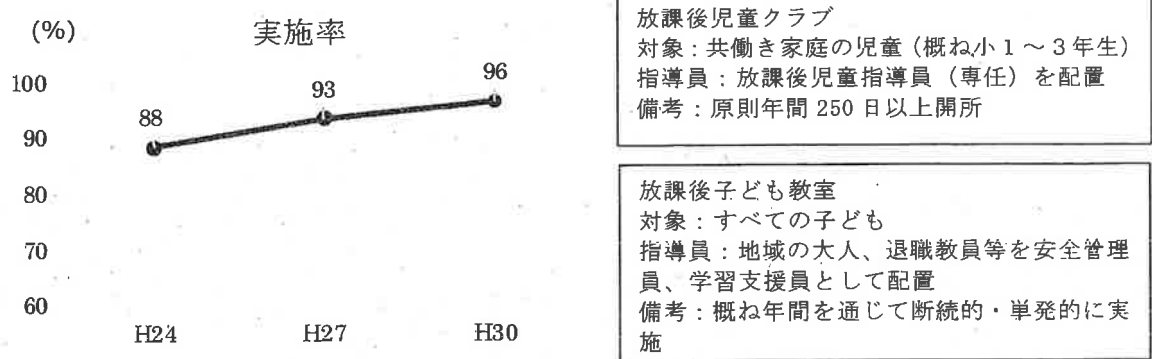 (%)
実施率
100
90
80
70
60
88
93
96
H24
H27
H30
放課後児童クラブ
対象：共働き家庭の児童（概ね小1～3年生）
指導員：放課後児童指導員（専任）を配置
備考：原則年間250日以上開所
放課後子ども教室
対象：すべての子ども
指導員：地域の大人、退職教員等を安全管理
員、学習支援員として配置
備考：概ね年間を通じて断続的・単発的に実
施